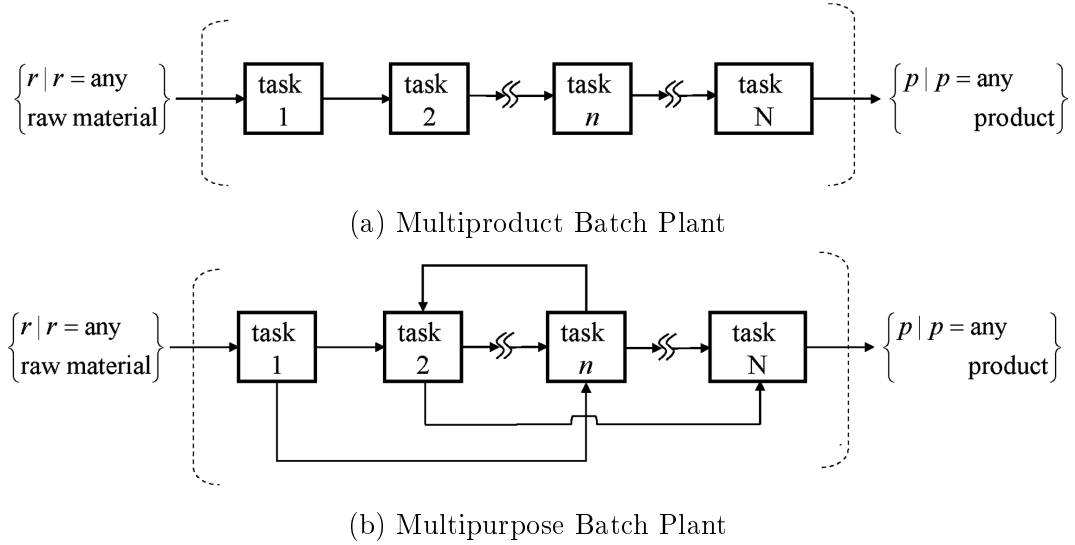 {r | r = any raw material}
task 1
task 2
task n
task N
{p | p = any product}
(a) Multiproduct Batch Plant
{r | r = any raw material}
task 1
task 2
task n
task N
{p | p = any product}
(b) Multipurpose Batch Plant